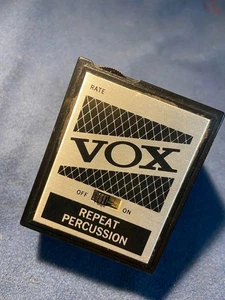 RATE
VOX
OFF ON
REPEAT
PERCUSSION